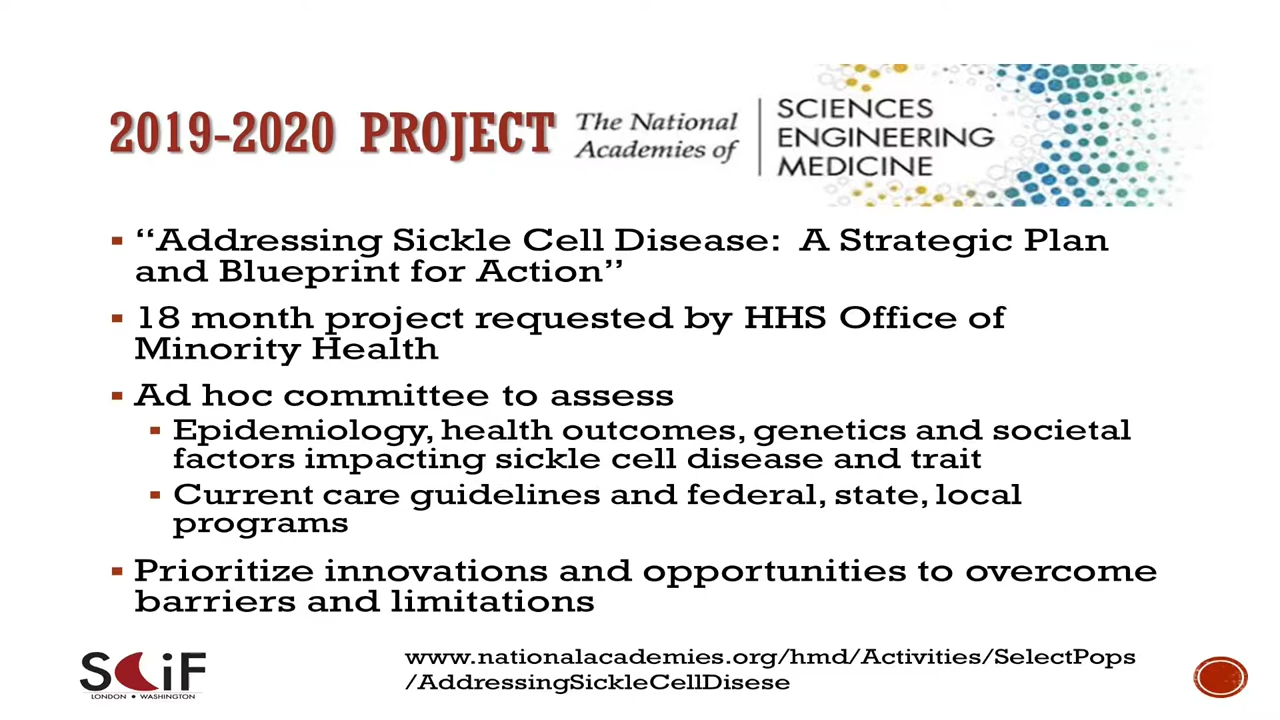 2019-2020 PROJECT
The National
Academies of
SCIENCES
ENGINEERING
MEDICINE
▪ “Addressing Sickle Cell Disease: A Strategic Plan
and Blueprint for Action”
▪ 18 month project requested by HHS Office of
Minority Health
▪ Ad hoc committee to assess
▪ Epidemiology, health outcomes, genetics and societal
factors impacting sickle cell disease and trait
▪ Current care guidelines and federal, state, local
programs
▪ Prioritize innovations and opportunities to overcome
barriers and limitations
SCiF
LONDON • WASHINGTON
www.nationalacademies.org/hmd/Activities/SelectPops
/AddressingSickleCellDisese